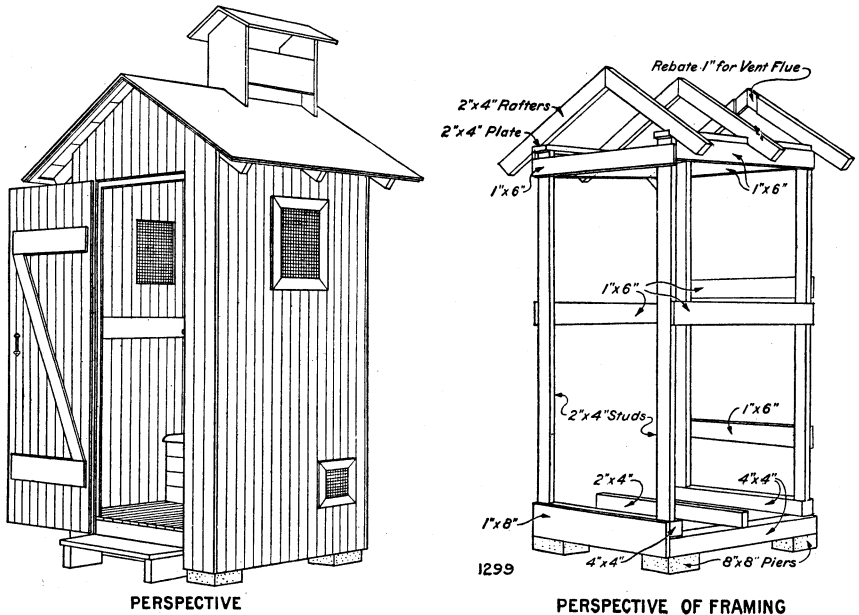 Rebate 1" for Vent Flue
2"x4" Rafters
2"x4" Plate
1"x6"
1"x6"
1"x6"
2"x4" Studs
1"x6"
2"x4"
4"x4"
1"x8"
4"x4"
8"x8" Piers
1299
PERSPECTIVE
PERSPECTIVE OF FRAMING